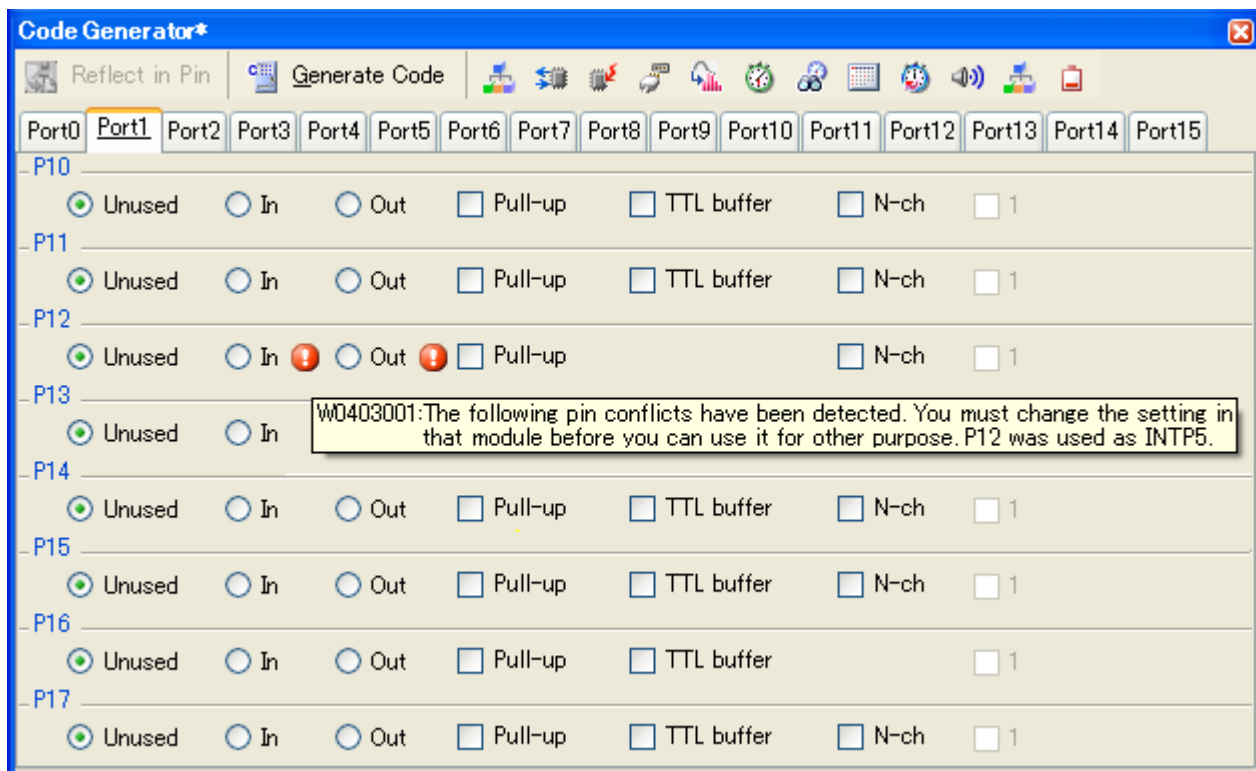 Code Generator*
Reflect in Pin Generate Code
Port0 Port1 Port2 Port3 Port4 Port5 Port6 Port7 Port8 Port9 Port10 Port11 Port12 Port13 Port14 Port15
P10
Unused In Out Pull-up TTL buffer N-ch 1
P11
Unused In Out Pull-up TTL buffer N-ch 1
P12
Unused In Out Pull-up N-ch 1
P13
Unused In
W0403001:The following pin conflicts have been detected. You must change the setting in
that module before you can use it for other purpose. P12 was used as INTP5.
P14
Unused In Out Pull-up TTL buffer N-ch 1
P15
Unused In Out Pull-up TTL buffer N-ch 1
P16
Unused In Out Pull-up TTL buffer 1
P17
Unused In Out Pull-up TTL buffer N-ch 1